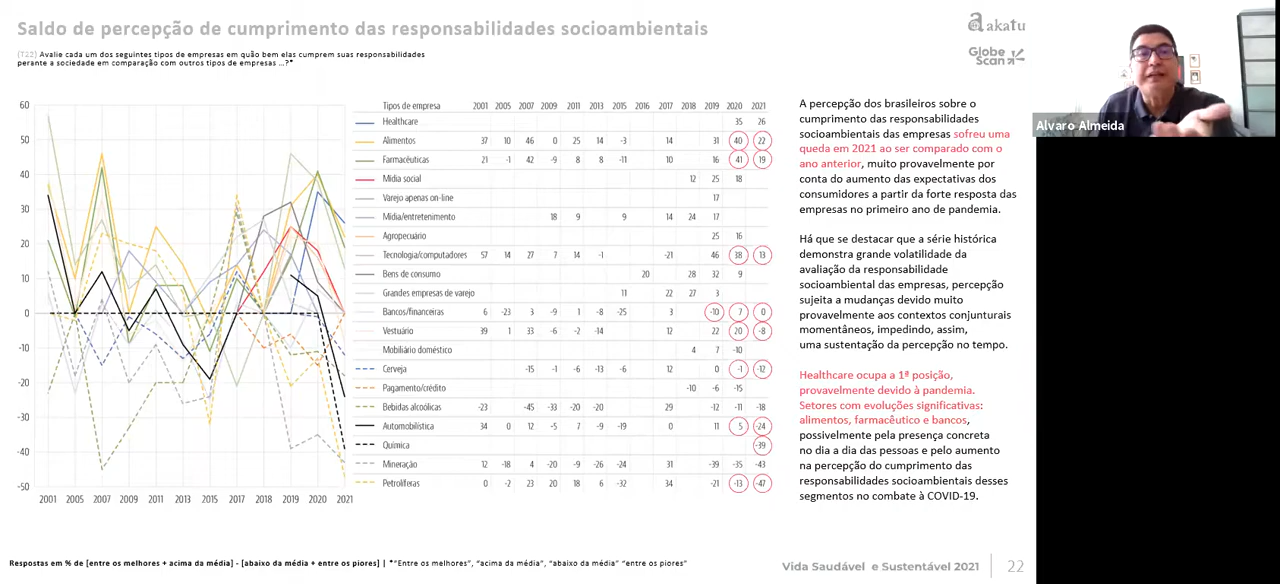 Saldo de percepção de cumprimento das responsabilidades socioambientais
(T22) Avalie cada um dos seguintes tipos de empresas em quão bem elas cumprem suas responsabilidades
perante a sociedade em comparação com outros tipos de empresas ...?*
akatu
Globe
Scan
Alvaro Almeida
60
50
40
30
20
10
0
-10
-20
-30
-40
-50
2001 2005 2007 2009 2011 2013 2015 2017 2018 2019 2020 2021
Tipos de empresa 2001 2005 2007 2009 2011 2013 2015 2016 2017 2018 2019 2020 2021
Healthcare 35 26
Alimentos 37 10 46 0 25 14 -3 14 31 40 22
Farmacêuticas 21 -1 42 -9 8 8 -11 10 16 41 19
Mídia social 12 25 18
Varejo apenas on-line 17
Mídia/entretenimento 18 9 9 14 24 17
Agropecuário 25 16
Tecnologia/computadores 57 14 27 7 14 -1 -21 46 38 13
Bens de consumo 20 28 32 9
Grandes empresas de varejo 11 22 27 3
Bancos/financeiras 6 -23 3 -9 1 -8 -25 3 -10 7 0
Vestuário 39 1 33 -6 -2 -14 12 22 20 -8
Mobiliário doméstico 4 7 -10
Cerveja -15 -1 -6 -13 -6 12 0 -1 -12
Pagamento/crédito -10 -6 -15
Bebidas alcoólicas -23 -45 -33 -20 -20 29 -12 -11 -18
Automobilística 34 0 12 -5 7 -9 -19 0 11 5 -24
Química -39
Mineração 12 -18 4 -20 -9 -26 -24 31 -39 -35 -43
Petrolíferas 0 -2 23 20 18 6 -32 34 -21 -13 -47
A percepção dos brasileiros sobre o
cumprimento das responsabilidades
socioambientais das empresas sofreu uma
queda em 2021 ao ser comparado com o
ano anterior, muito provavelmente por
conta do aumento das expectativas dos
consumidores a partir da forte resposta das
empresas no primeiro ano de pandemia.
Há que se destacar que a série histórica
demonstra grande volatilidade da
avaliação da responsabilidade
socioambiental das empresas, percepção
sujeita a mudanças devido muito
provavelmente aos contextos conjunturais
momentâneos, impedindo, assim,
uma sustentação da percepção no tempo.
Healthcare ocupa a 1ª posição,
provavelmente devido à pandemia.
Setores com evoluções significativas:
alimentos, farmacêutico e bancos,
possivelmente pela presença concreta
no dia a dia das pessoas e pelo aumento
na percepção do cumprimento das
responsabilidades socioambientais desses
segmentos no combate à COVID-19.
Respostas em % de [entre os melhores + acima da média] - [abaixo da média + entre os piores] | *"Entre os melhores", "acima da média", "abaixo da média" "entre os piores"
Vida Saudável e Sustentável 2021 22